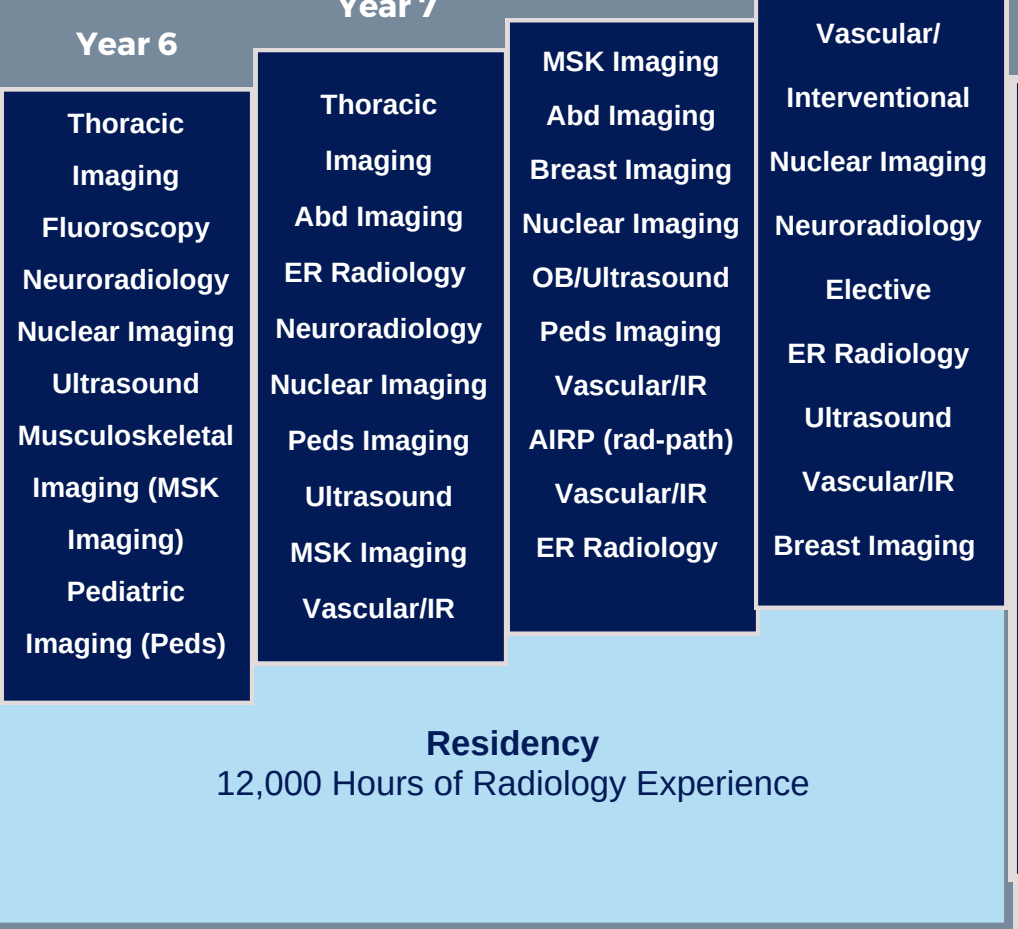 Year 6
Thoracic
Imaging
Fluoroscopy
Neuroradiology
Nuclear Imaging
Ultrasound
Musculoskeletal
Imaging (MSK
Imaging)
Pediatric
Imaging (Peds)
Year 7
Thoracic
Imaging
Abd Imaging
ER Radiology
Neuroradiology
Nuclear Imaging
Peds Imaging
Ultrasound
MSK Imaging
Vascular/IR
MSK Imaging
Abd Imaging
Breast Imaging
Nuclear Imaging
OB/Ultrasound
Peds Imaging
Vascular/IR
AIRP (rad-path)
Vascular/IR
ER Radiology
Vascular/
Interventional
Nuclear Imaging
Neuroradiology
Elective
ER Radiology
Ultrasound
Vascular/IR
Breast Imaging
Residency
12,000 Hours of Radiology Experience